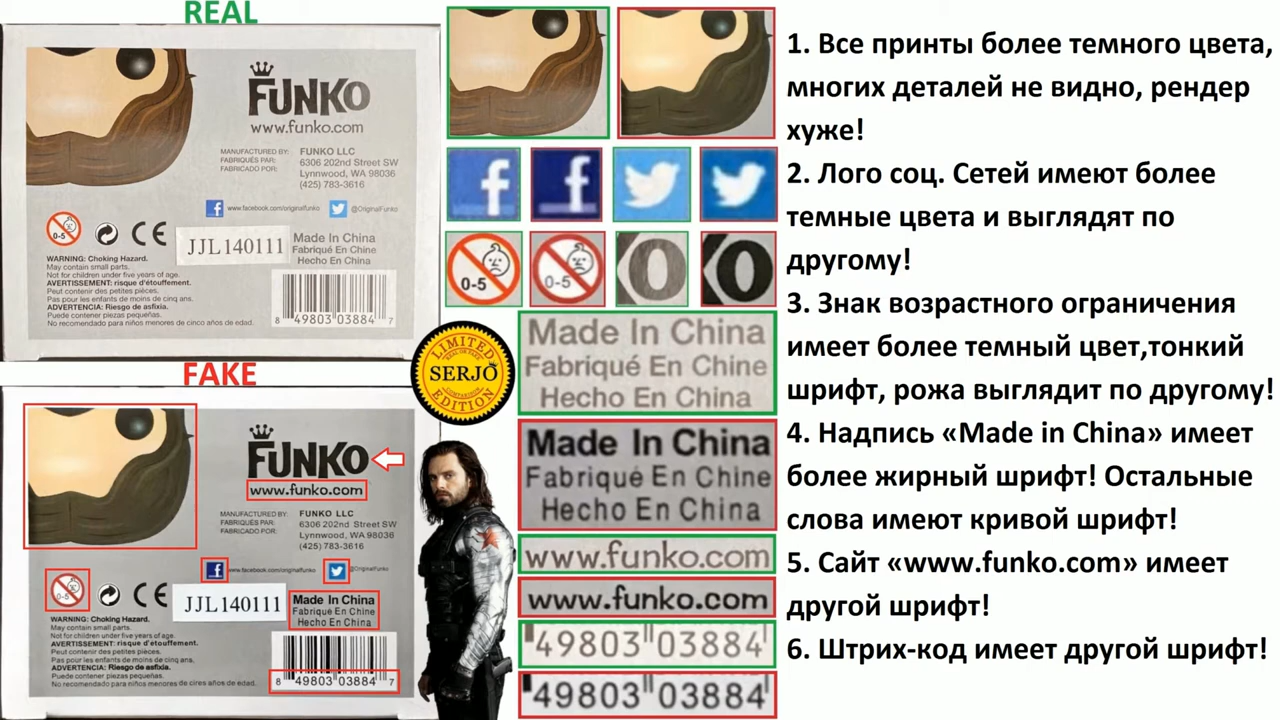 REAL
FUNKO
www.funko.com
MANUFACTURED BY: FUNKO LLC
FABRIQUÉS PAR: 6306 202nd Street SW
FABRICADO POR: Lynnwood, WA 98036
(425) 783-3616
www.facebook.com/originalfunko @OriginalFunko
0-5
CE
JJL140111
Made In China
Fabriqué En Chine
Hecho En China
WARNING: Choking Hazard.
May contain small parts.
Not for children under five years of age.
AVERTISSEMENT: risque d'étouffement.
Peut contenir des petites pièces.
Pas pour les enfants de moins de cinq ans.
ADVERTENCIA: Riesgo de asfixia.
Puede contener piezas pequeñas.
No recomendado para niños menores de cinco años de edad.
8 49803 03884 7
FAKE
FUNKO
www.funko.com
MANUFACTURED BY: FUNKO LLC
FABRIQUÉS PAR: 6306 202nd Street SW
FABRICADO POR: Lynnwood, WA 98036
(425) 783-3616
www.facebook.com/originalfunko @OriginalFunko
0-5
CE
JJL140111
Made In China
Fabriqué En Chine
Hecho En China
WARNING: Choking Hazard.
May contain small parts.
Not for children under five years of age.
AVERTISSEMENT: risque d'étouffement.
Peut contenir des petites pièces.
Pas pour les enfants de moins de cinq ans.
ADVERTENCIA: Riesgo de asfixia.
Puede contener piezas pequeñas.
No recomendado para niños menores de cires años de edad.
8 49803 03884 7
LIMITED
SERJO
EDITION
0-5
0-5
O
O
Made In China
Fabriqué En Chine
Hecho En China
Made In China
Fabriqué En Chine
Hecho En China
www.funko.com
www.funko.com
49803 03884
49803 03884
1. Все принты более темного цвета,
многих деталей не видно, рендер
хуже!
2. Лого соц. Сетей имеют более
темные цвета и выглядят по
другому!
3. Знак возрастного ограничения
имеет более темный цвет,тонкий
шрифт, рожа выглядит по другому!
4. Надпись «Made in China» имеет
более жирный шрифт! Остальные
слова имеют кривой шрифт!
5. Сайт «www.funko.com» имеет
другой шрифт!
6. Штрих-код имеет другой шрифт!